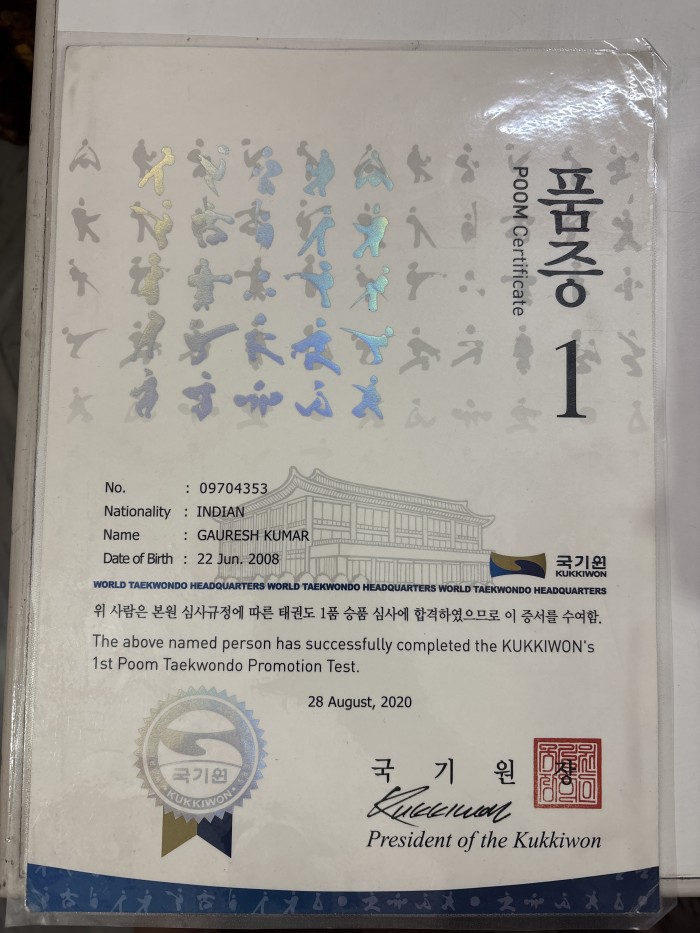 품증
POOM Certificate
1
No. : 09704353
Nationality : INDIAN
Name : GAURESH KUMAR
Date of Birth : 22 Jun. 2008
국기원
KUKKIWON
WORLD TAEKWONDO HEADQUARTERS WORLD TAEKWONDO HEADQUARTERS WORLD TAEKWONDO HEADQUARTERS
위 사람은 본원 심사규정에 따른 태권도 1품 승품 심사에 합격하였으므로 이 증서를 수여함.
The above named person has successfully completed the KUKKIWON's
1st Poom Taekwondo Promotion Test.
28 August, 2020
국기원
KUKKIWON
국 기 원 장
Kukkiwon
President of the Kukkiwon